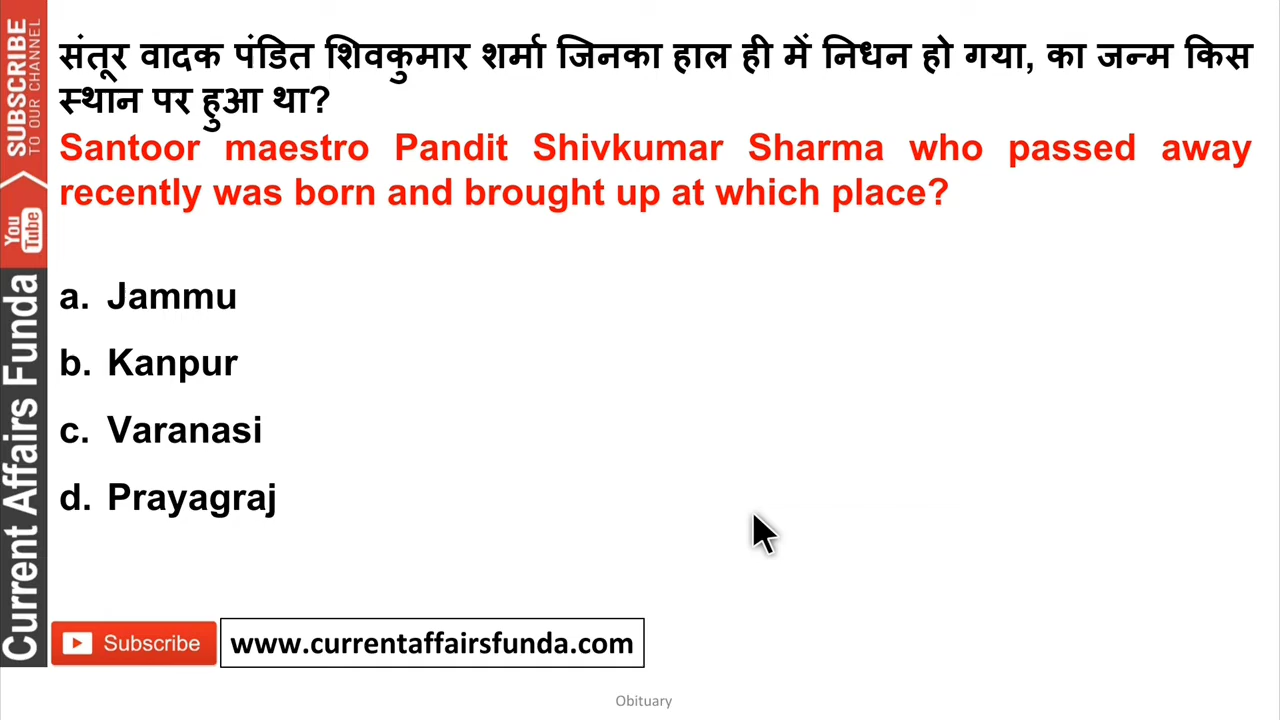 संतूर वादक पंडित शिवकुमार शर्मा जिनका हाल ही में निधन हो गया, का जन्म किस
स्थान पर हुआ था?
Santoor maestro Pandit Shivkumar Sharma who passed away
recently was born and brought up at which place?
a. Jammu
b. Kanpur
c. Varanasi
d. Prayagraj
SUBSCRIBE
TO OUR CHANNEL
You
Tube
Current Affairs Funda
Subscribe
www.currentaffairsfunda.com
Obituary